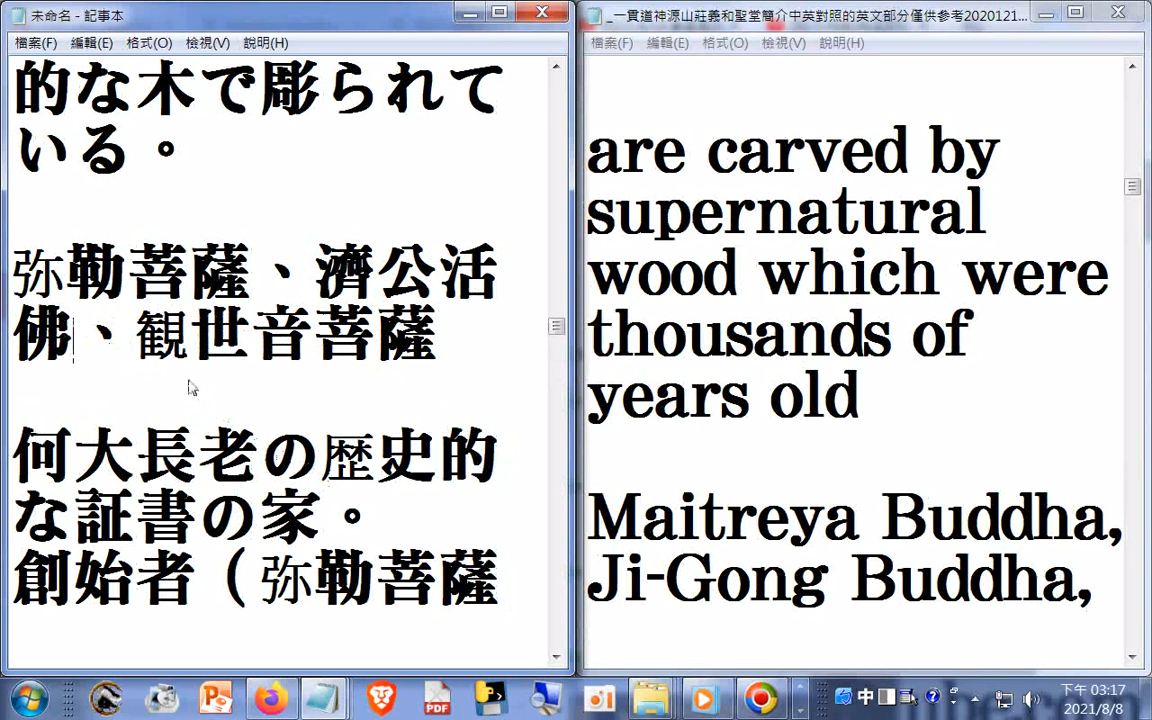 未命名 - 記事本
檔案(F) 編輯(E) 格式(O) 檢視(V) 說明(H)
的な木で彫られて
いる。
弥勒菩薩、濟公活
佛、観世音菩薩
何大長老の歴史的
な証書の家。
創始者（弥勒菩薩
_一貫道神源山莊義和聖堂簡介中英對照的英文部分僅供參考2020121...
檔案(F) 編輯(E) 格式(O) 檢視(V) 說明(H)
are carved by
supernatural
wood which were
thousands of
years old
Maitreya Buddha,
Ji-Gong Buddha,
中
下午 03:17
2021/8/8